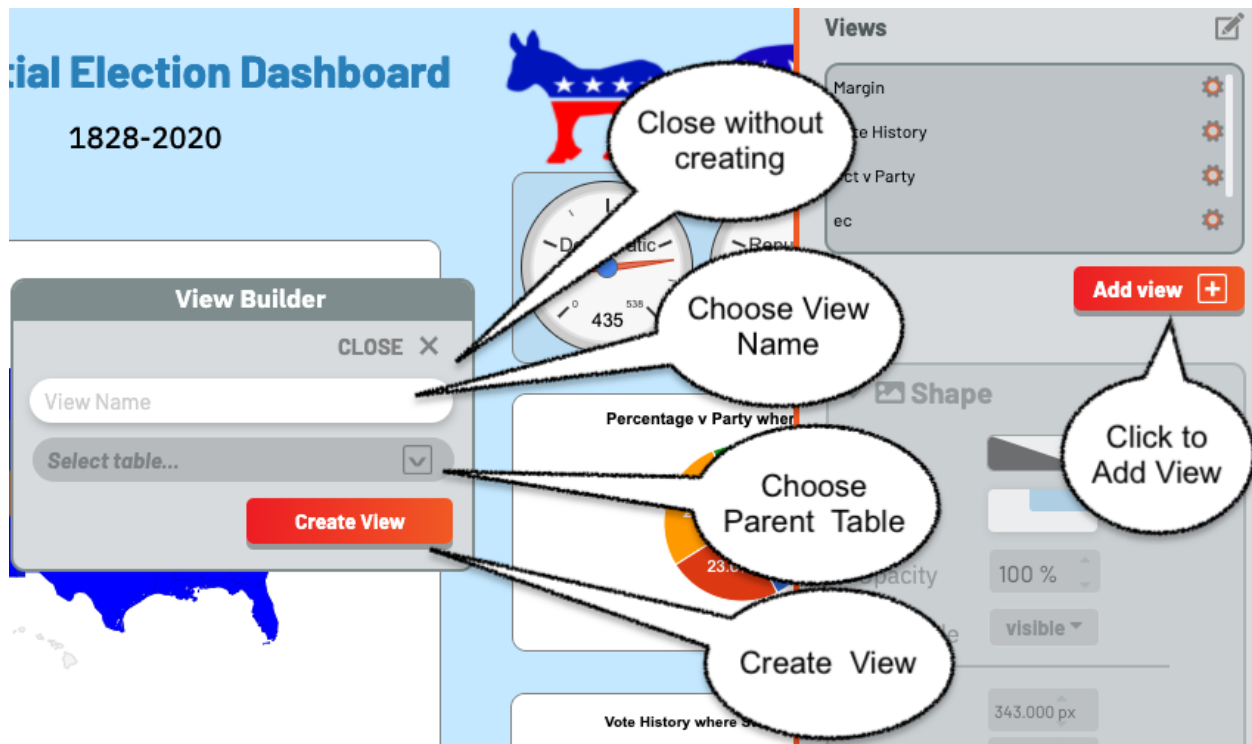 tial Election Dashboard
1828-2020
Views
Margin
te History
ct v Party
ec
Add view
Close without
creating
435
538
0
View Builder
CLOSE
View Name
Select table...
Create View
Choose View
Name
Percentage v Party wher
Choose
Parent Table
Create View
Click to
Add View
Shape
Opacity
100 %
visible
343.000 px
Vote History where